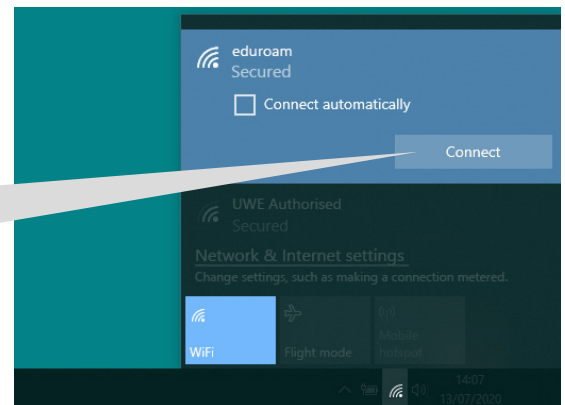 eduroam
Secured
Connect automatically
Connect
UWE Authorised
Secured
Network & Internet settings
Change settings, such as making a connection metered.
WiFi
Flight mode
Mobile
hotspot
14:07
13/07/2020